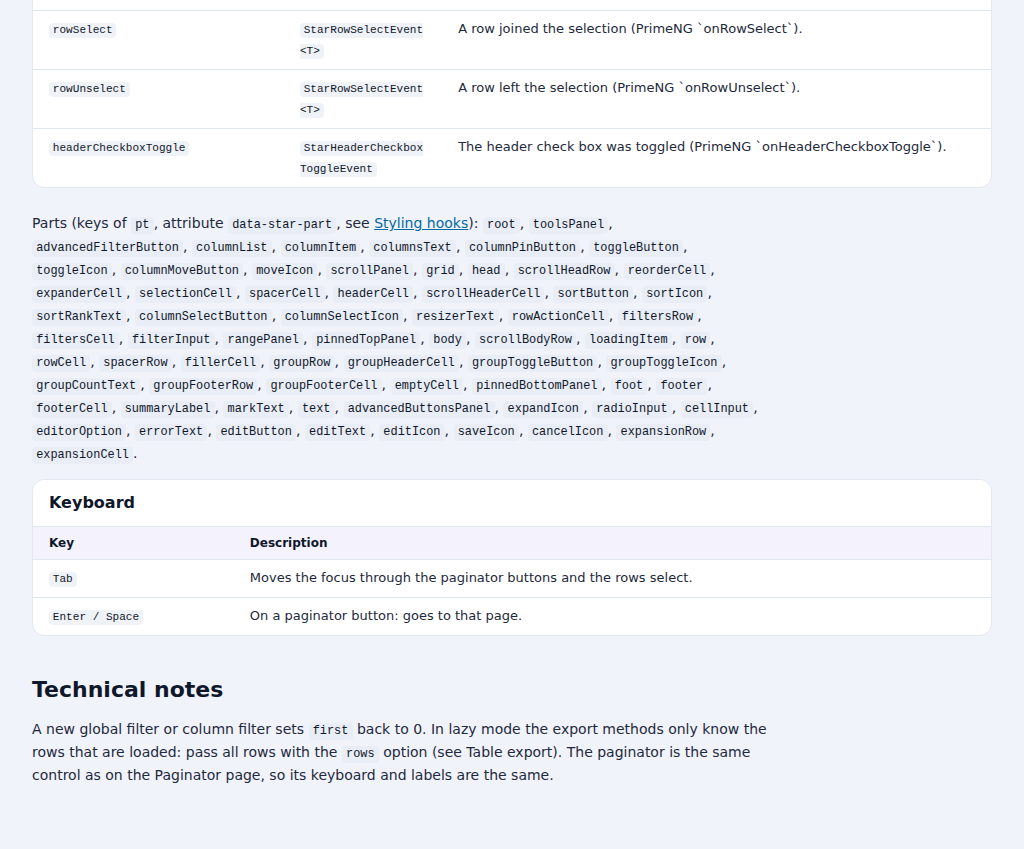 rowSelect StarRowSelectEvent A row joined the selection (PrimeNG `onRowSelect`).
<T>
rowUnselect StarRowSelectEvent A row left the selection (PrimeNG `onRowUnselect`).
<T>
headerCheckboxToggle StarHeaderCheckbox The header check box was toggled (PrimeNG `onHeaderCheckboxToggle`).
ToggleEvent
Parts (keys of pt, attribute data-star-part, see Styling hooks): root, toolsPanel,
advancedFilterButton, columnList, columnItem, columnsText, columnPinButton, toggleButton,
toggleIcon, columnMoveButton, moveIcon, scrollPanel, grid, head, scrollHeadRow, reorderCell,
expanderCell, selectionCell, spacerCell, headerCell, scrollHeaderCell, sortButton, sortIcon,
sortRankText, columnSelectButton, columnSelectIcon, resizerText, rowActionCell, filtersRow,
filtersCell, filterInput, rangePanel, pinnedTopPanel, body, scrollBodyRow, loadingItem, row,
rowCell, spacerRow, fillerCell, groupRow, groupHeaderCell, groupToggleButton, groupToggleIcon,
groupCountText, groupFooterRow, groupFooterCell, emptyCell, pinnedBottomPanel, foot, footer,
footerCell, summaryLabel, markText, text, advancedButtonsPanel, expandIcon, radioInput, cellInput,
editorOption, errorText, editButton, editText, editIcon, saveIcon, cancelIcon, expansionRow,
expansionCell.
Keyboard
Key Description
Tab Moves the focus through the paginator buttons and the rows select.
Enter / Space On a paginator button: goes to that page.
Technical notes
A new global filter or column filter sets first back to 0. In lazy mode the export methods only know the
rows that are loaded: pass all rows with the rows option (see Table export). The paginator is the same
control as on the Paginator page, so its keyboard and labels are the same.